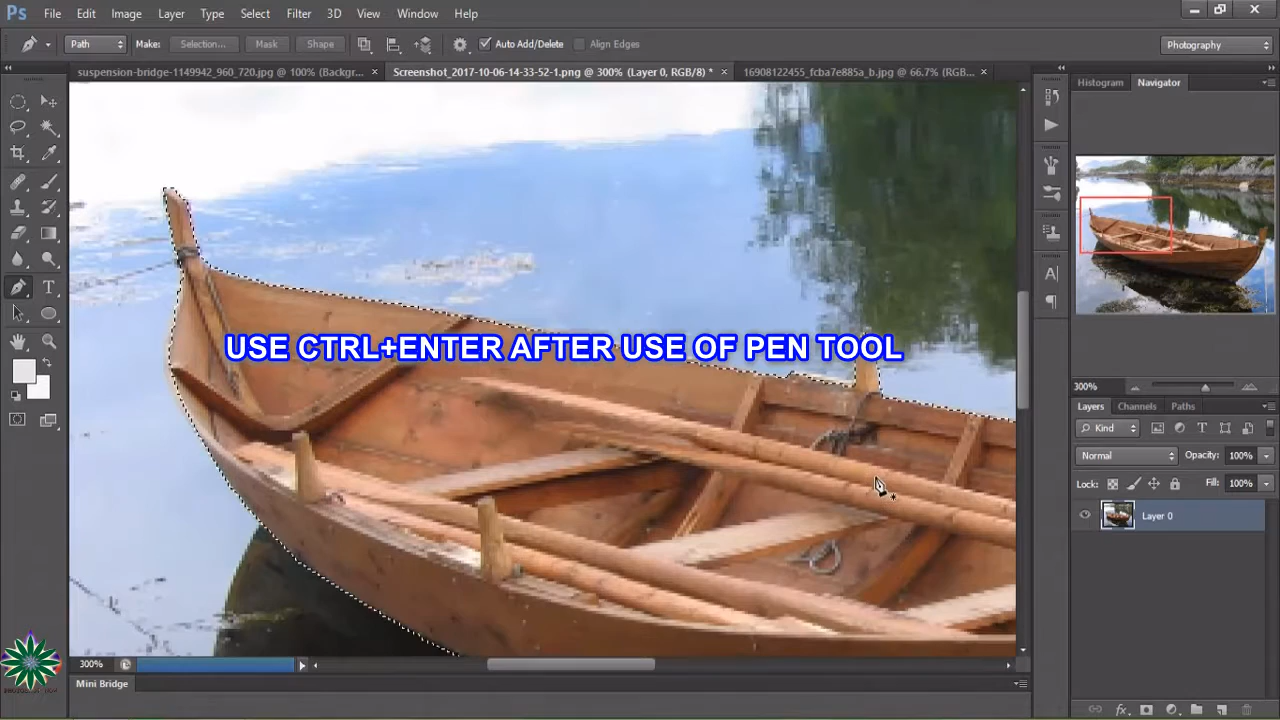 Ps File Edit Image Layer Type Select Filter 3D View Window Help
Path Make: Selection... Mask Shape Auto Add/Delete Align Edges Photography
suspension-bridge-1149942_960_720.jpg @ 100% (Backgr... × Screenshot_2017-10-06-14-33-52-1.png @ 300% (Layer 0, RGB/8) * × 16908122455_fcba7e885a_b.jpg @ 66.7% (RGB... ×
Histogram Navigator
USE CTRL+ENTER AFTER USE OF PEN TOOL
300%
Layers Channels Paths
Kind
Normal Opacity: 100%
Lock: Fill: 100%
Layer 0
300%
Mini Bridge